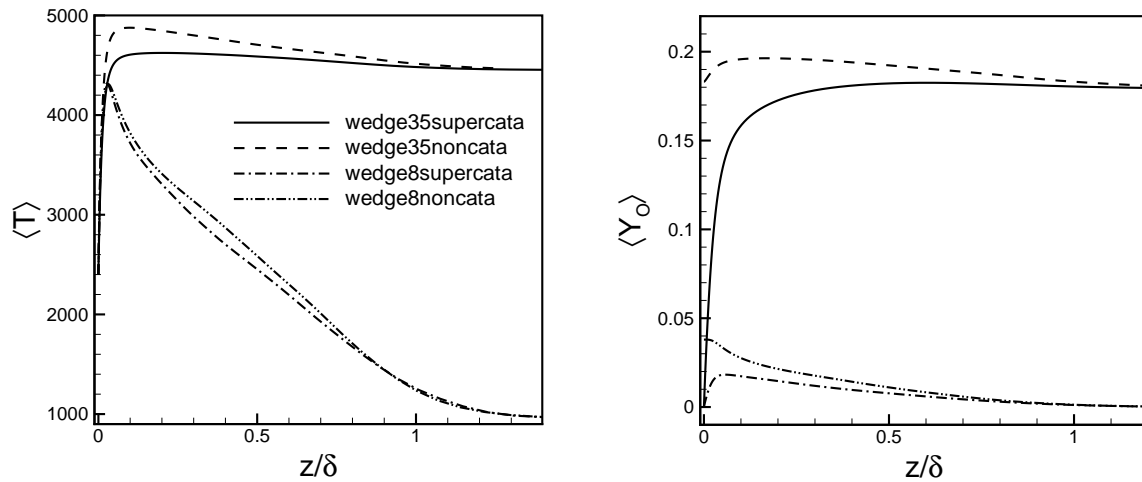 5000
4000
3000
2000
1000
⟨T⟩
0
0.5
1
z/δ
wedge35supercata
wedge35noncata
wedge8supercata
wedge8noncata
0.2
0.15
0.1
0.05
0
⟨Y_O⟩
0
0.5
1
z/δ